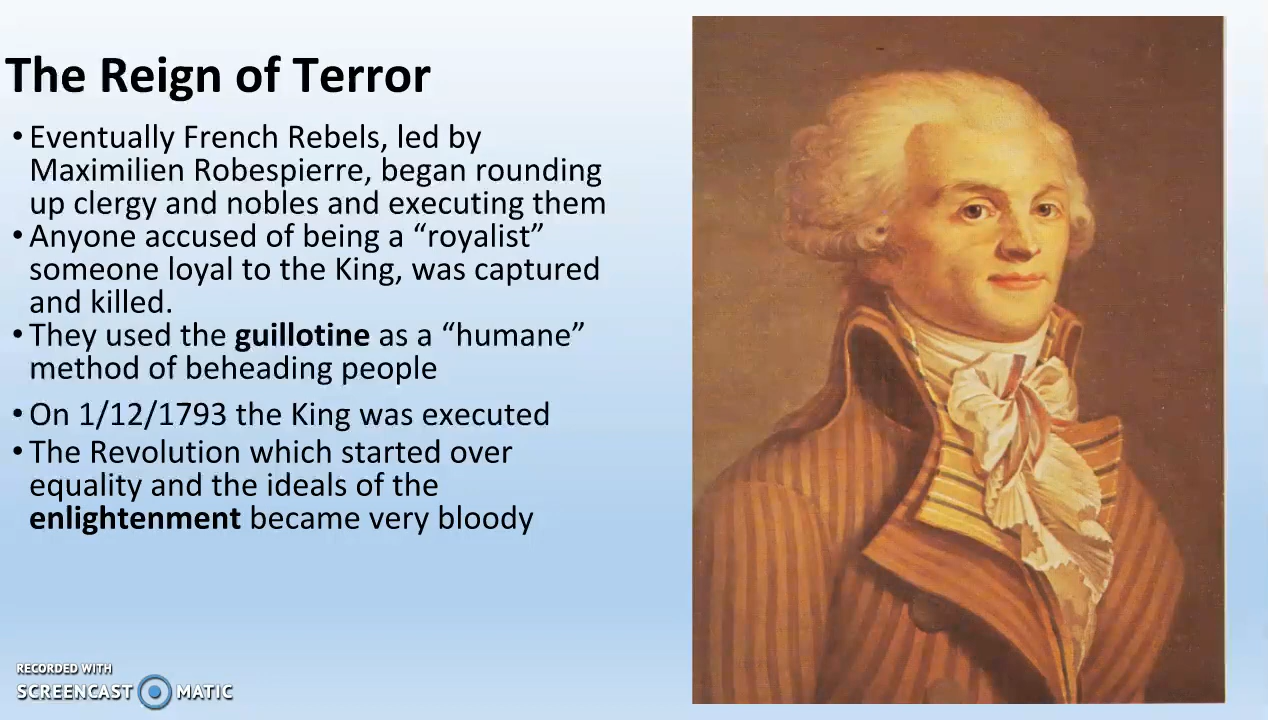 The Reign of Terror
• Eventually French Rebels, led by
Maximilien Robespierre, began rounding
up clergy and nobles and executing them
• Anyone accused of being a “royalist”
someone loyal to the King, was captured
and killed.
• They used the guillotine as a “humane”
method of beheading people
• On 1/12/1793 the King was executed
• The Revolution which started over
equality and the ideals of the
enlightenment became very bloody
RECORDED WITH
SCREENCAST MATIC